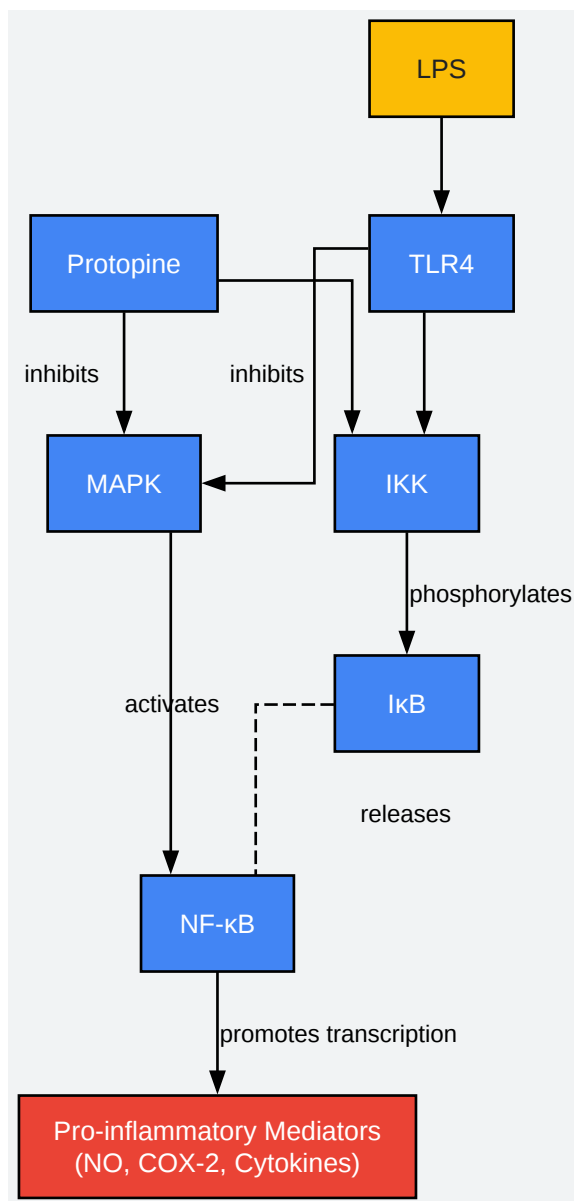 LPS
Protopine
TLR4
inhibits
inhibits
MAPK
IKK
phosphorylates
activates
IκB
releases
NF-κB
promotes transcription
Pro-inflammatory Mediators
(NO, COX-2, Cytokines)